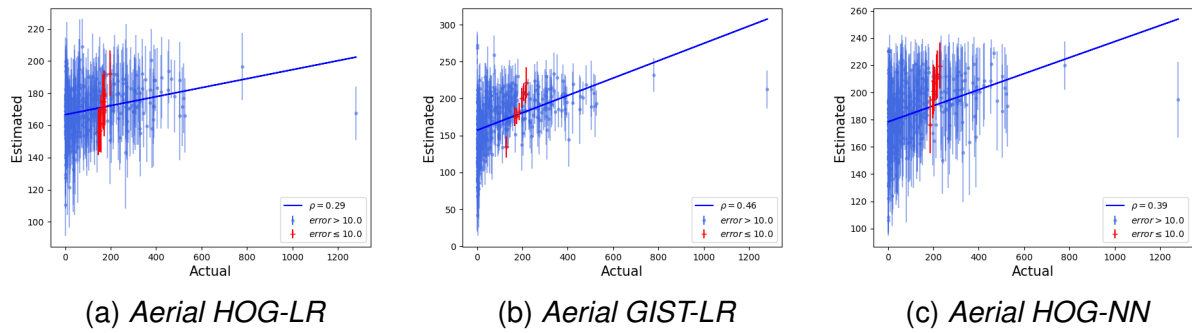 220
200
180
160
140
120
100
Estimated
0 200 400 600 800 1000 1200
Actual
ρ = 0.29
error > 10.0
error ≤ 10.0
(a) Aerial HOG-LR
300
250
200
150
100
50
0
Estimated
0 200 400 600 800 1000 1200
Actual
ρ = 0.46
error > 10.0
error ≤ 10.0
(b) Aerial GIST-LR
260
240
220
200
180
160
140
120
100
Estimated
0 200 400 600 800 1000 1200
Actual
ρ = 0.39
error > 10.0
error ≤ 10.0
(c) Aerial HOG-NN